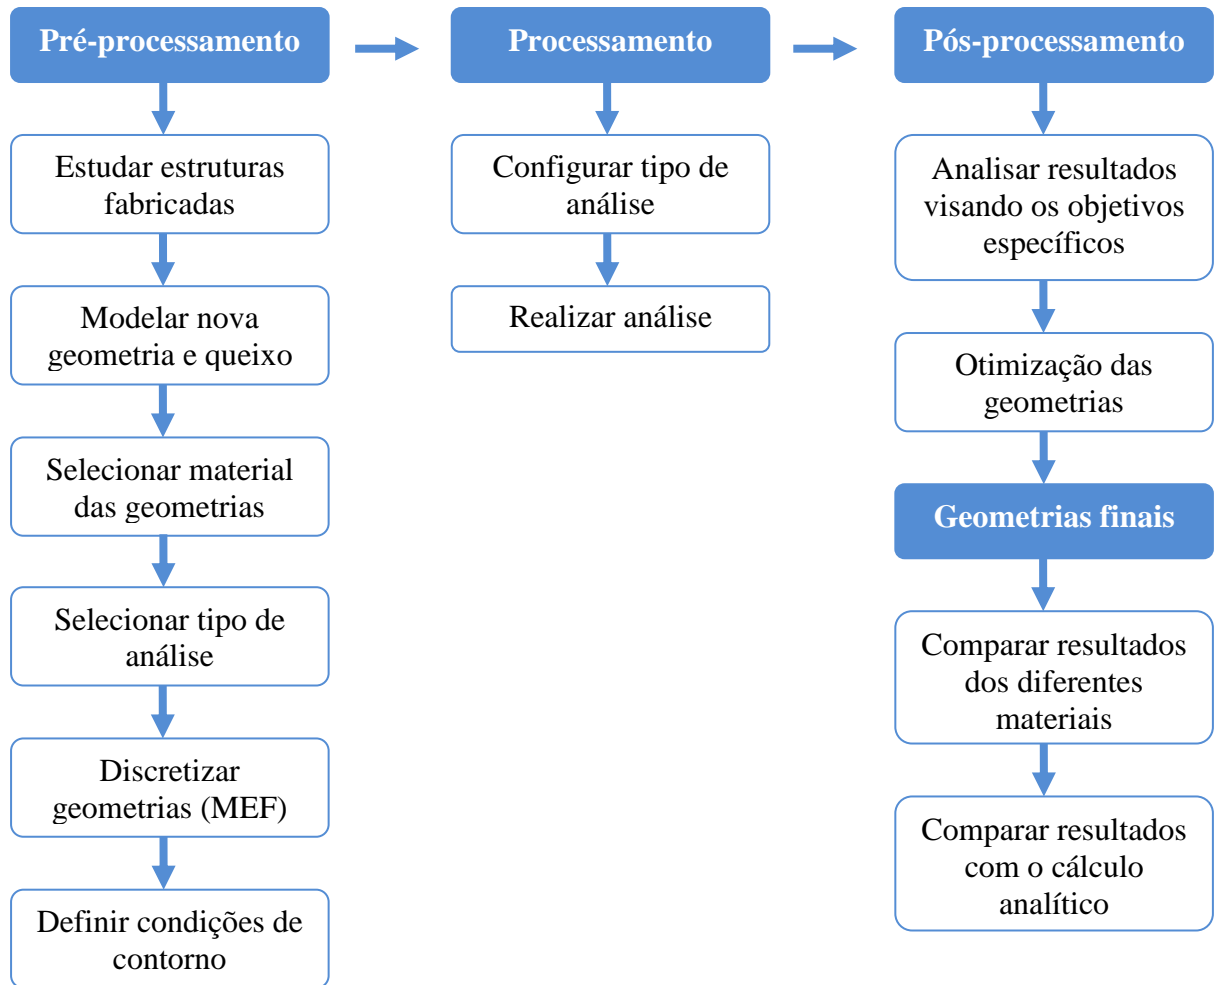 Pré-processamento
Estudar estruturas
fabricadas
Modelar nova
geometria e queixo
Selecionar material
das geometrias
Selecionar tipo de
análise
Discretizar
geometrias (MEF)
Definir condições de
contorno
Processamento
Configurar tipo de
análise
Realizar análise
Pós-processamento
Analisar resultados
visando os objetivos
específicos
Otimização das
geometrias
Geometrias finais
Comparar resultados
dos diferentes
materiais
Comparar resultados
com o cálculo
analítico